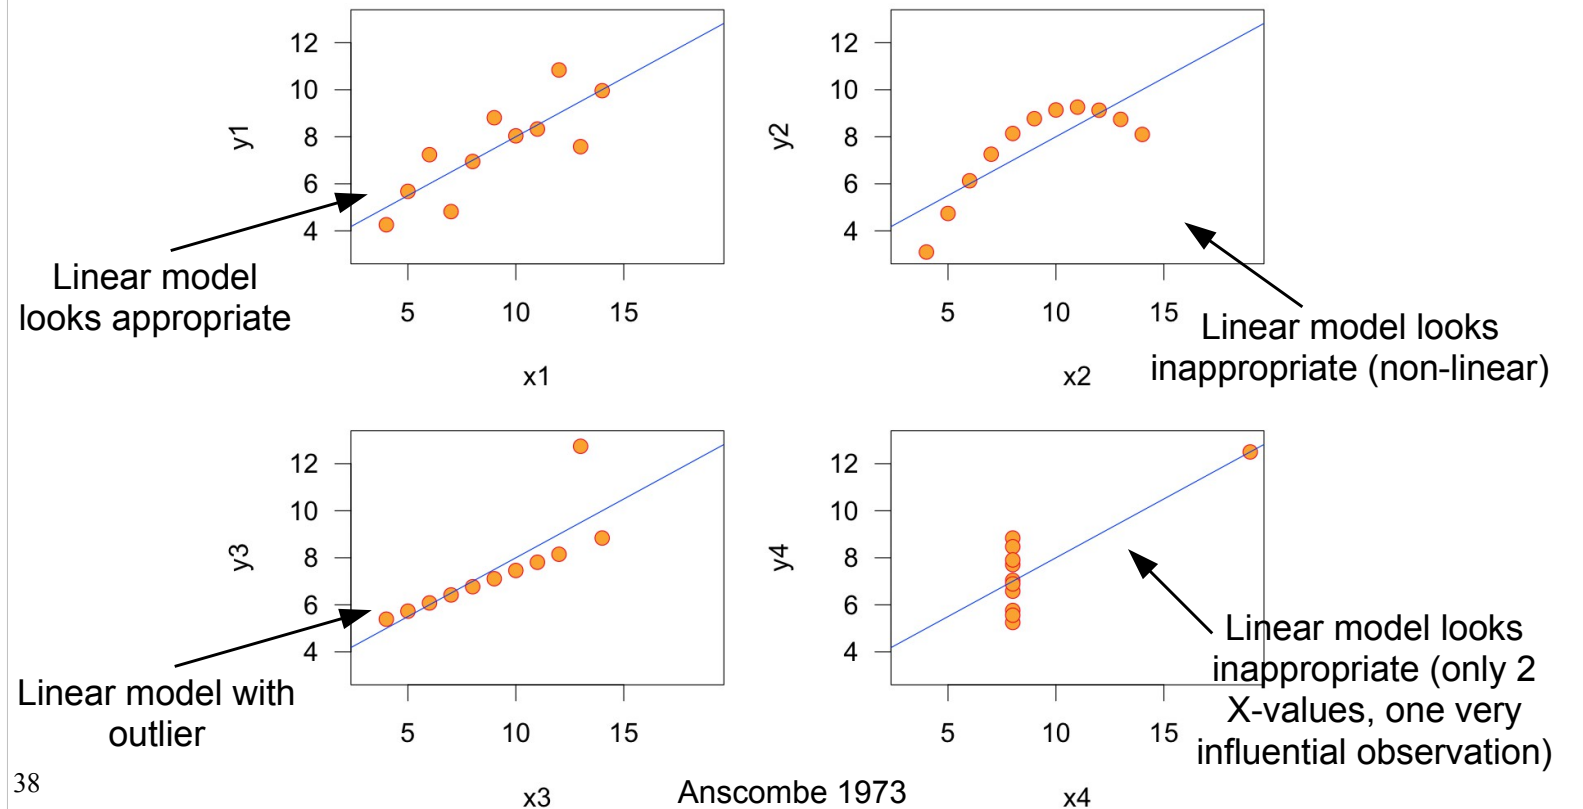 12
10
8
6
4
y1
5
10
15
x1
Linear model
looks appropriate
12
10
8
6
4
y2
5
10
15
x2
Linear model looks
inappropriate (non-linear)
12
10
8
6
4
y3
5
10
15
x3
Linear model with
outlier
12
10
8
6
4
y4
5
10
15
x4
Linear model looks
inappropriate (only 2
X-values, one very
influential observation)
38
Anscombe 1973